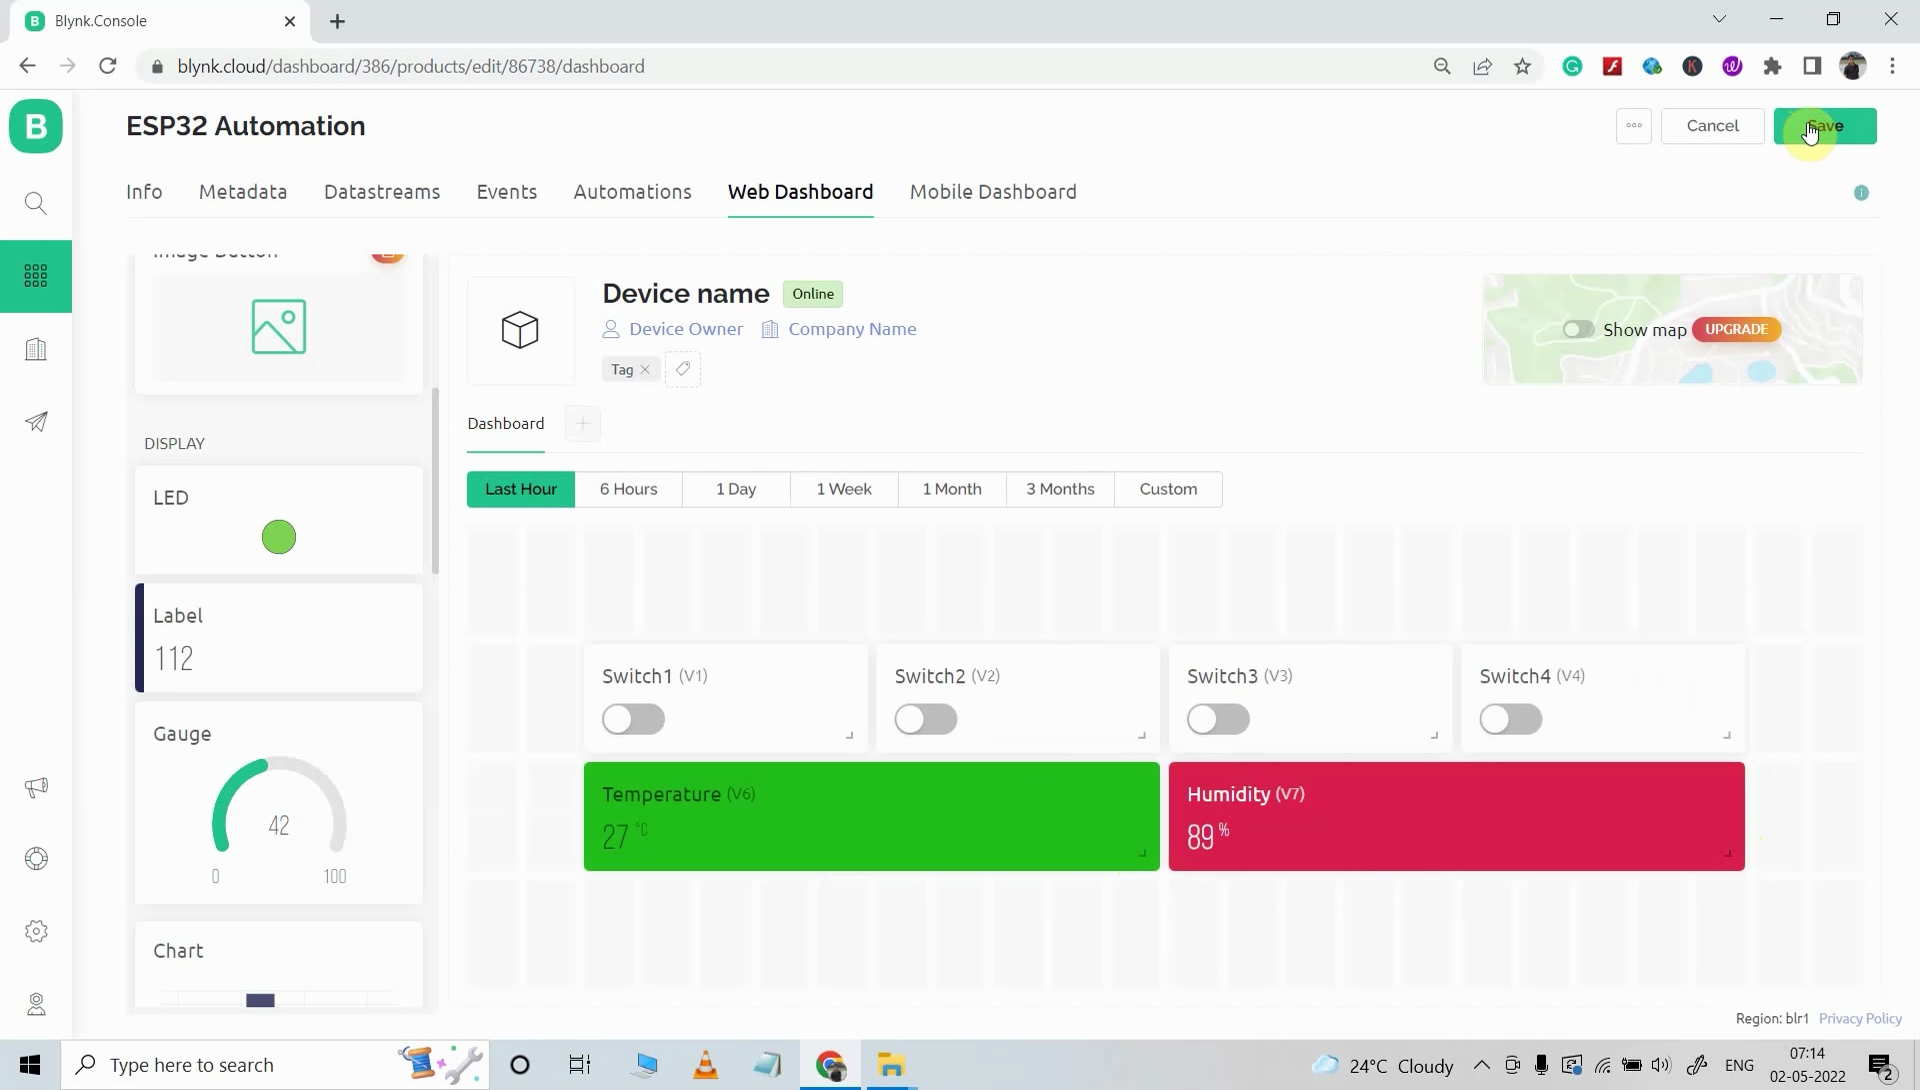 Blynk.Console
blynk.cloud/dashboard/386/products/edit/86738/dashboard
B
ESP32 Automation
Cancel
Save
Info
Metadata
Datastreams
Events
Automations
Web Dashboard
Mobile Dashboard
Image Button
DISPLAY
LED
Label
112
Gauge
42
0
100
Chart
Device name
Online
Device Owner
Company Name
Tag
Show map
UPGRADE
Dashboard
Last Hour
6 Hours
1 Day
1 Week
1 Month
3 Months
Custom
Switch1 (V1)
Switch2 (V2)
Switch3 (V3)
Switch4 (V4)
Temperature (V6)
27 °C
Humidity (V7)
89 %
Region: blr1
Privacy Policy
Type here to search
24°C Cloudy
ENG
07:14
02-05-2022
2